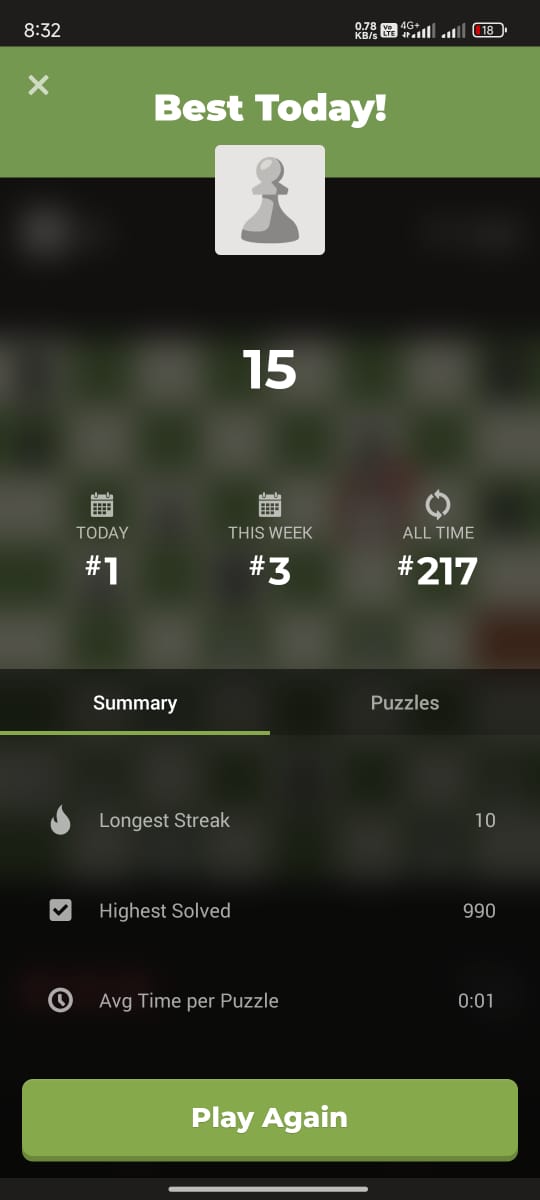 8:32
0.78 KB/s Vo LTE 4G+ 18
Best Today!
15
TODAY
THIS WEEK
ALL TIME
#1
#3
#217
Summary
Puzzles
Longest Streak
10
Highest Solved
990
Avg Time per Puzzle
0:01
Play Again